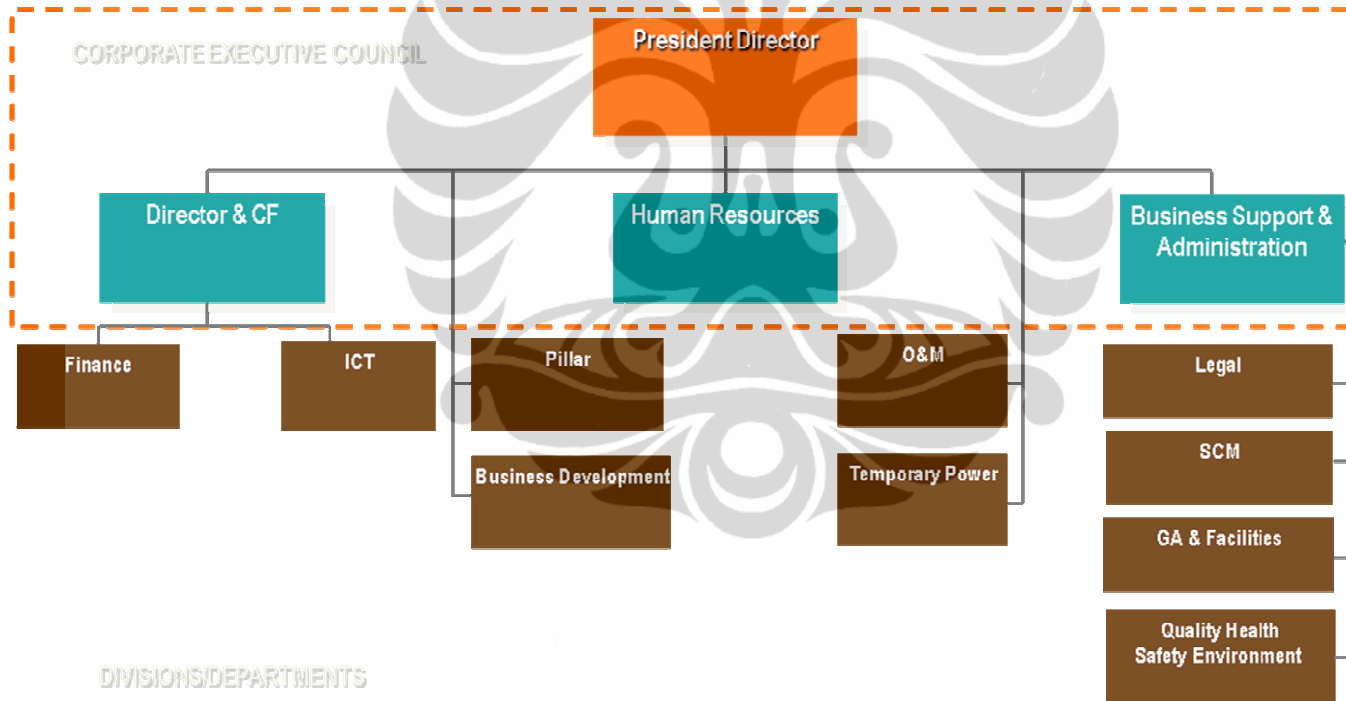 CORPORATE EXECUTIVE COUNCIL
President Director
Director & CF
Human Resources
Business Support &
Administration
Finance
ICT
Pillar
O&M
Legal
Business Development
Temporary Power
SCM
GA & Facilities
Quality Health
Safety Environment
DIVISIONS/DEPARTMENTS